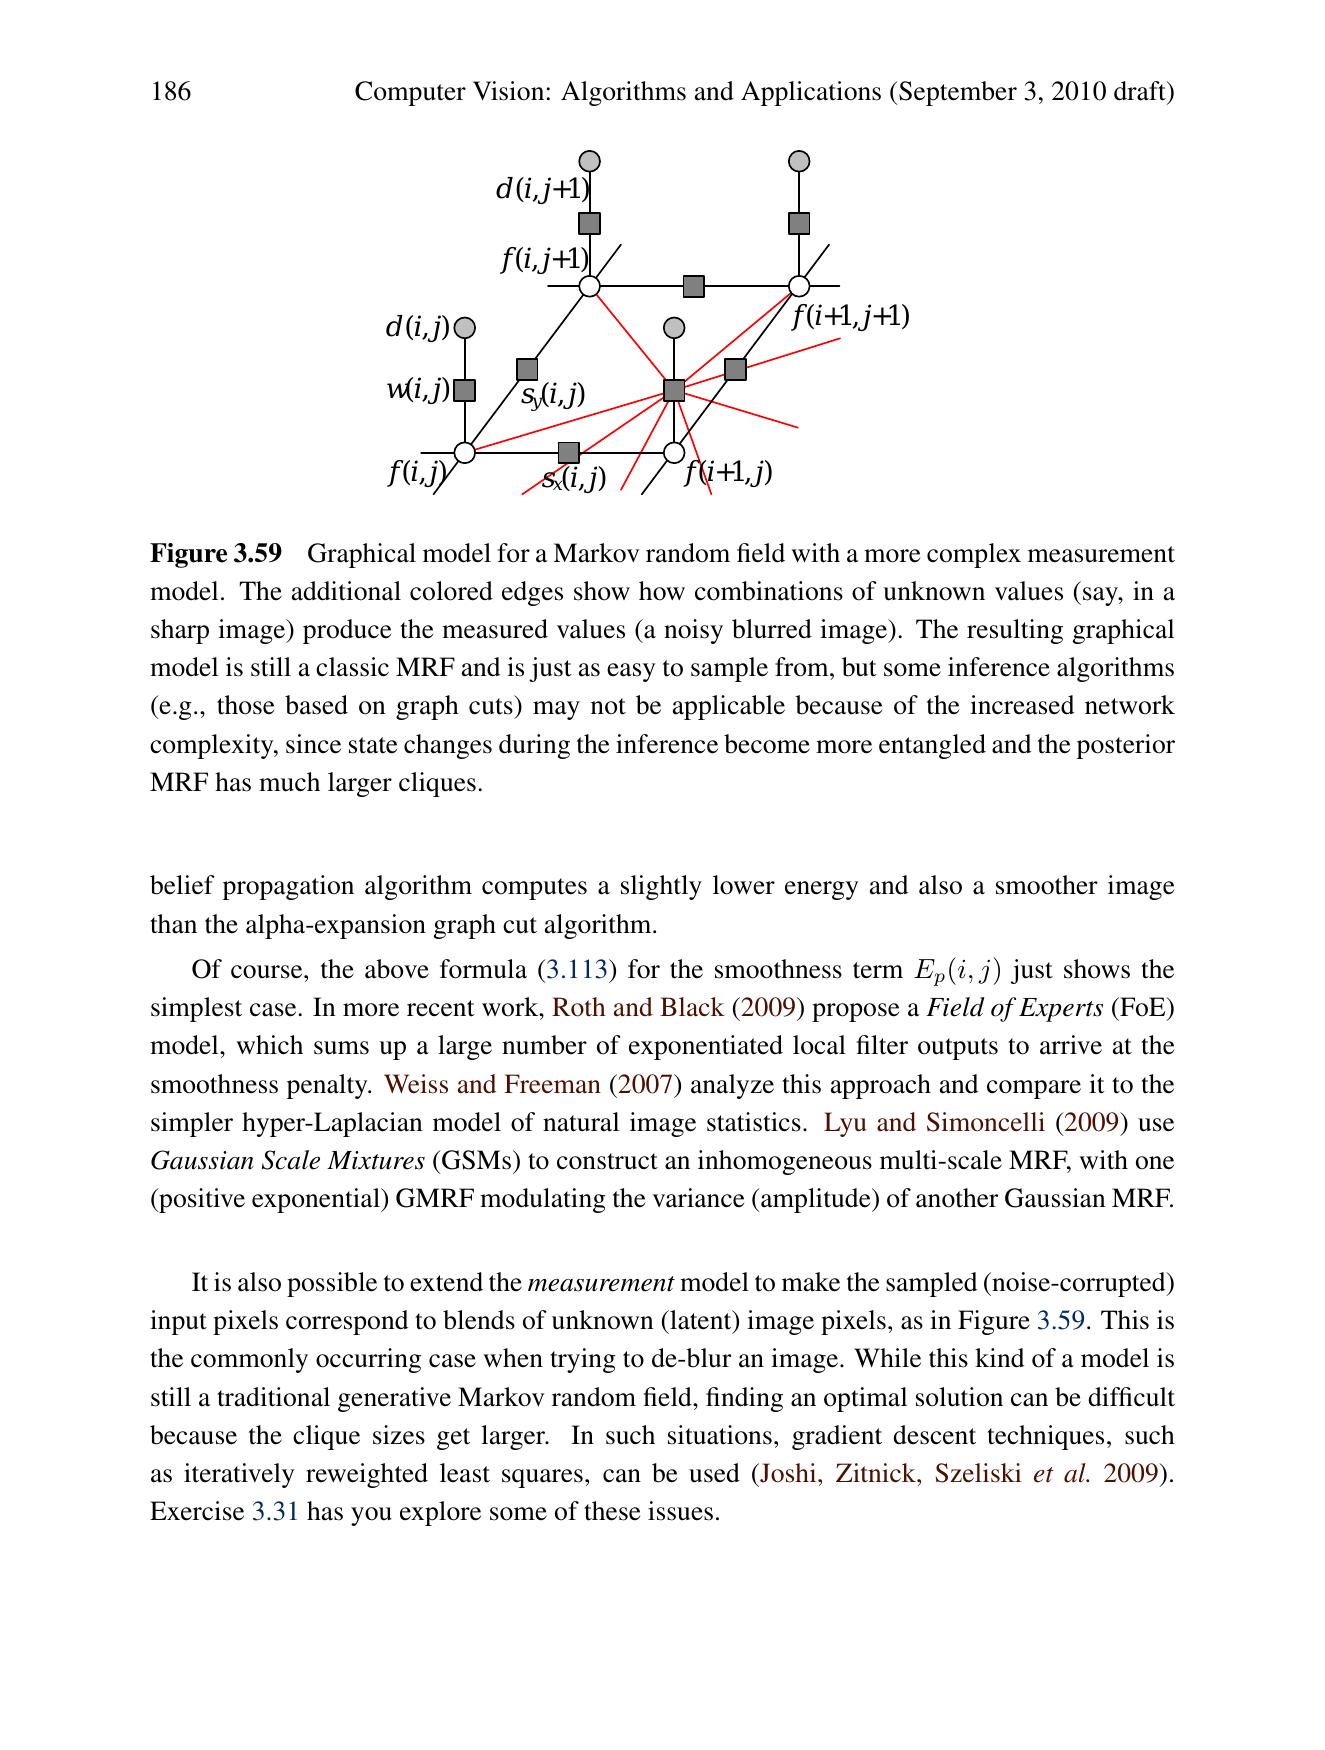 186 Computer Vision: Algorithms and Applications (September 3, 2010 draft)
d(i,j+1)
f(i,j+1)
d(i,j)
f(i+1,j+1)
w(i,j)
s_y(i,j)
f(i,j)
s_x(i,j)
f(i+1,j)
Figure 3.59 Graphical model for a Markov random field with a more complex measurement
model. The additional colored edges show how combinations of unknown values (say, in a
sharp image) produce the measured values (a noisy blurred image). The resulting graphical
model is still a classic MRF and is just as easy to sample from, but some inference algorithms
(e.g., those based on graph cuts) may not be applicable because of the increased network
complexity, since state changes during the inference become more entangled and the posterior
MRF has much larger cliques.
belief propagation algorithm computes a slightly lower energy and also a smoother image
than the alpha-expansion graph cut algorithm.
Of course, the above formula (3.113) for the smoothness term E_p(i, j) just shows the
simplest case. In more recent work, Roth and Black (2009) propose a Field of Experts (FoE)
model, which sums up a large number of exponentiated local filter outputs to arrive at the
smoothness penalty. Weiss and Freeman (2007) analyze this approach and compare it to the
simpler hyper-Laplacian model of natural image statistics. Lyu and Simoncelli (2009) use
Gaussian Scale Mixtures (GSMs) to construct an inhomogeneous multi-scale MRF, with one
(positive exponential) GMRF modulating the variance (amplitude) of another Gaussian MRF.
It is also possible to extend the measurement model to make the sampled (noise-corrupted)
input pixels correspond to blends of unknown (latent) image pixels, as in Figure 3.59. This is
the commonly occurring case when trying to de-blur an image. While this kind of a model is
still a traditional generative Markov random field, finding an optimal solution can be difficult
because the clique sizes get larger. In such situations, gradient descent techniques, such
as iteratively reweighted least squares, can be used (Joshi, Zitnick, Szeliski et al. 2009).
Exercise 3.31 has you explore some of these issues.